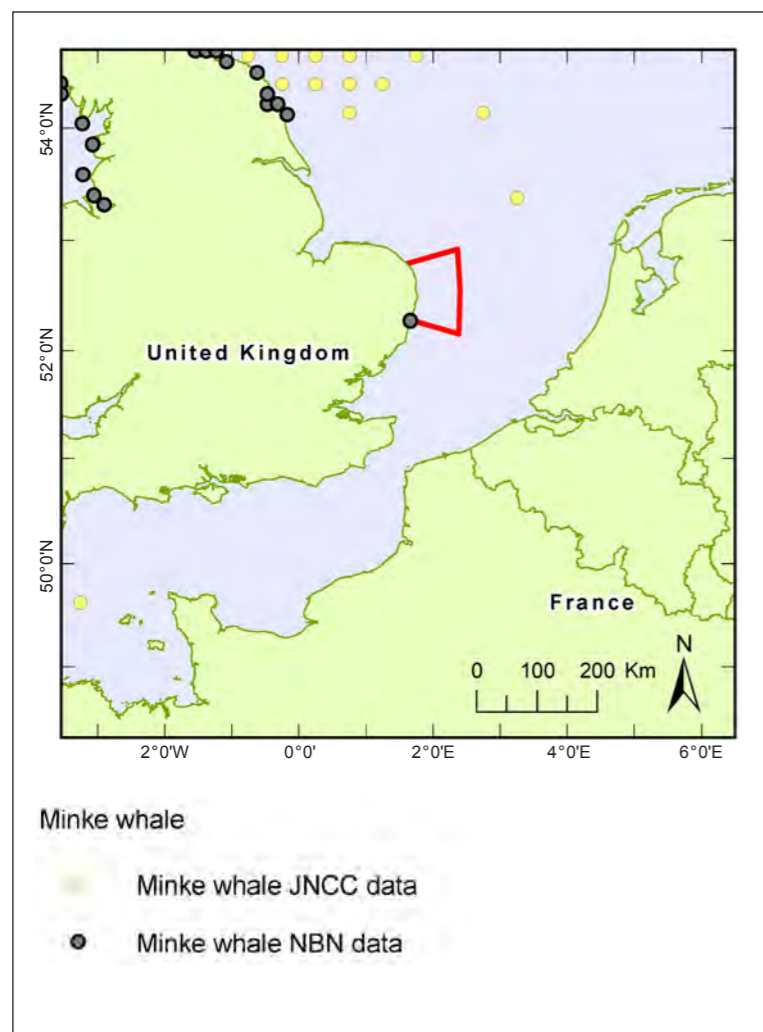 54°0'N
52°0'N
50°0'N
United Kingdom
France
N
0 100 200 Km
2°0'W 0°0' 2°0'E 4°0'E 6°0'E
Minke whale
Minke whale JNCC data
Minke whale NBN data